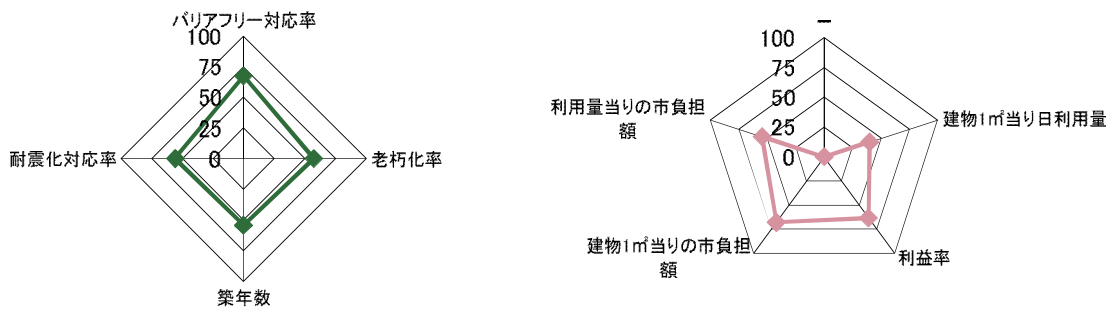 バリアフリー対応率
100
75
50
25
0
耐震化対応率
老朽化率
築年数
－
100
75
50
25
0
利用量当りの市負担
額
建物1㎡当り日利用量
建物1㎡当りの市負担
額
利益率